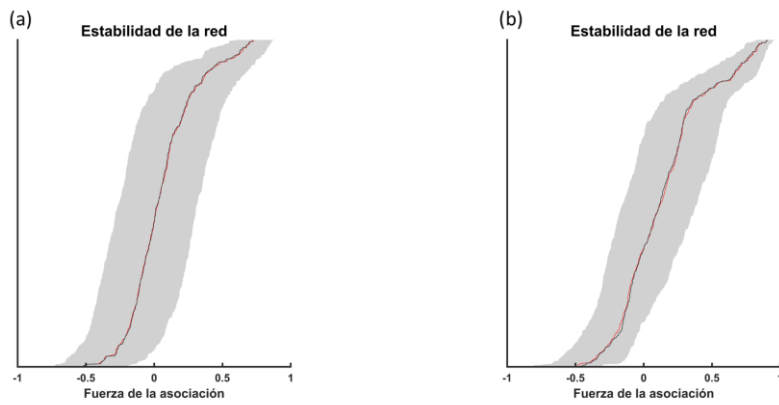 (a)
Estabilidad de la red
-1 -0.5 0 0.5 1
Fuerza de la asociación
(b)
Estabilidad de la red
-1 -0.5 0 0.5 1
Fuerza de la asociación